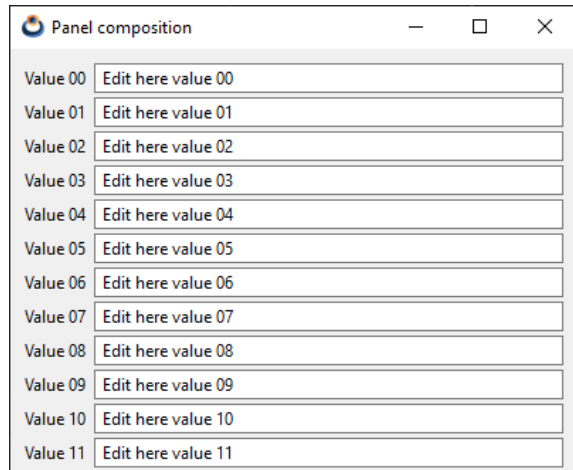 Panel composition
Value 00 Edit here value 00
Value 01 Edit here value 01
Value 02 Edit here value 02
Value 03 Edit here value 03
Value 04 Edit here value 04
Value 05 Edit here value 05
Value 06 Edit here value 06
Value 07 Edit here value 07
Value 08 Edit here value 08
Value 09 Edit here value 09
Value 10 Edit here value 10
Value 11 Edit here value 11